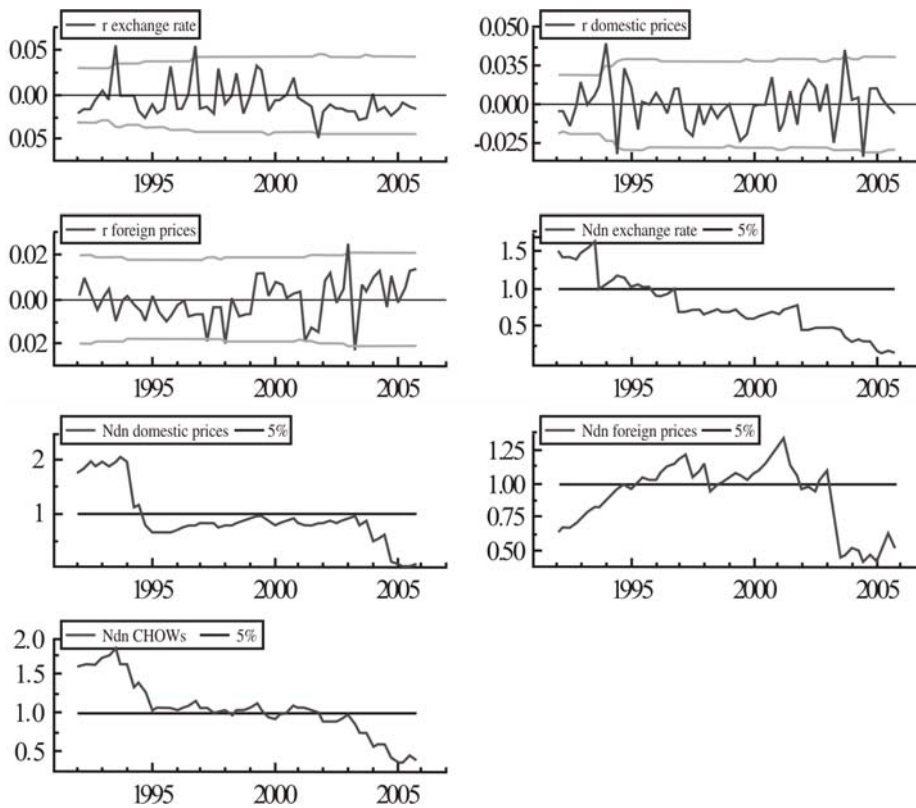 r exchange rate
0.05
0.00
0.05
1995 2000 2005
r domestic prices
0.050
0.035
0.000
-0.025
1995 2000 2005
r foreign prices
0.02
0.00
0.02
1995 2000 2005
Ndn exchange rate 5%
1.5
1.0
0.5
1995 2000 2005
Ndn domestic prices 5%
2
1
1995 2000 2005
Ndn foreign prices 5%
1.25
1.00
0.75
0.50
1995 2000 2005
Ndn CHOWs 5%
2.0
1.5
1.0
0.5
1995 2000 2005